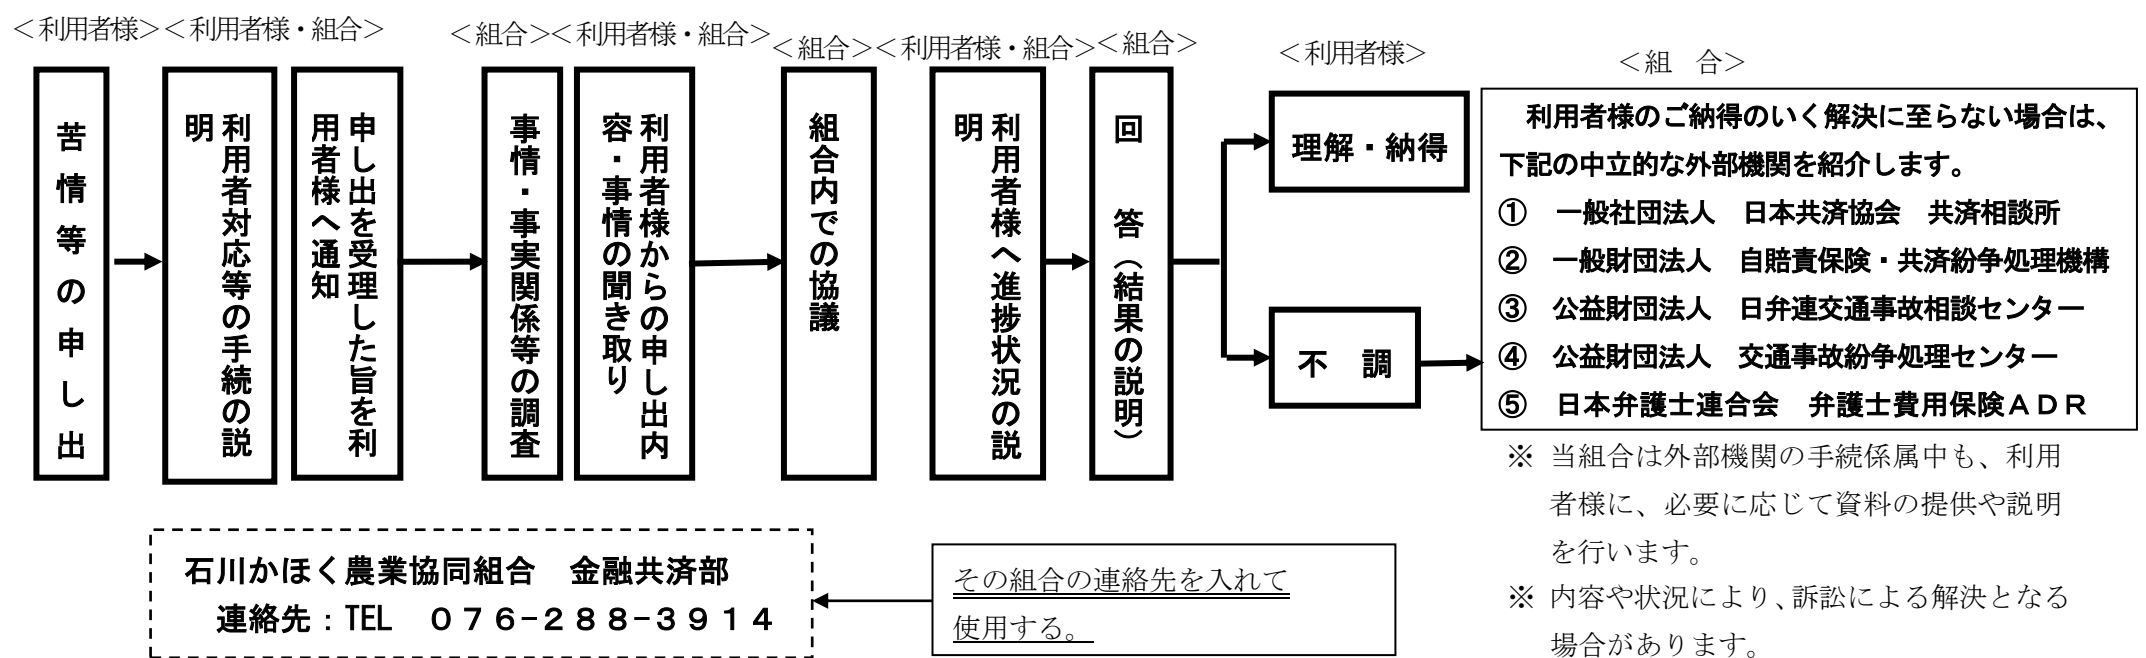 ＜利用者様＞
＜利用者様・組合＞
＜組合＞
＜利用者様・組合＞
＜組合＞
＜利用者様・組合＞
＜組合＞
＜利用者様＞
＜組　合＞
苦情等の申し出
利用者対応等の手続の説
明
申し出を受理した旨を利
用者様へ通知
事情・事実関係等の調査
利用者様からの申し出内
容・事情の聞き取り
組合内での協議
利用者様へ進捗状況の説
明
回　答（結果の説明）
理解・納得
不　調
利用者様のご納得のいく解決に至らない場合は、
下記の中立的な外部機関を紹介します。
①　一般社団法人　日本共済協会　共済相談所
②　一般財団法人　自賠責保険・共済紛争処理機構
③　公益財団法人　日弁連交通事故相談センター
④　公益財団法人　交通事故紛争処理センター
⑤　日本弁護士連合会　弁護士費用保険ＡＤＲ
※ 当組合は外部機関の手続係属中も、利用
者様に、必要に応じて資料の提供や説明
を行います。
※ 内容や状況により、訴訟による解決となる
場合があります。
石川かほく農業協同組合　金融共済部
連絡先：TEL　０７６−２８８−３９１４
その組合の連絡先を入れて
使用する。